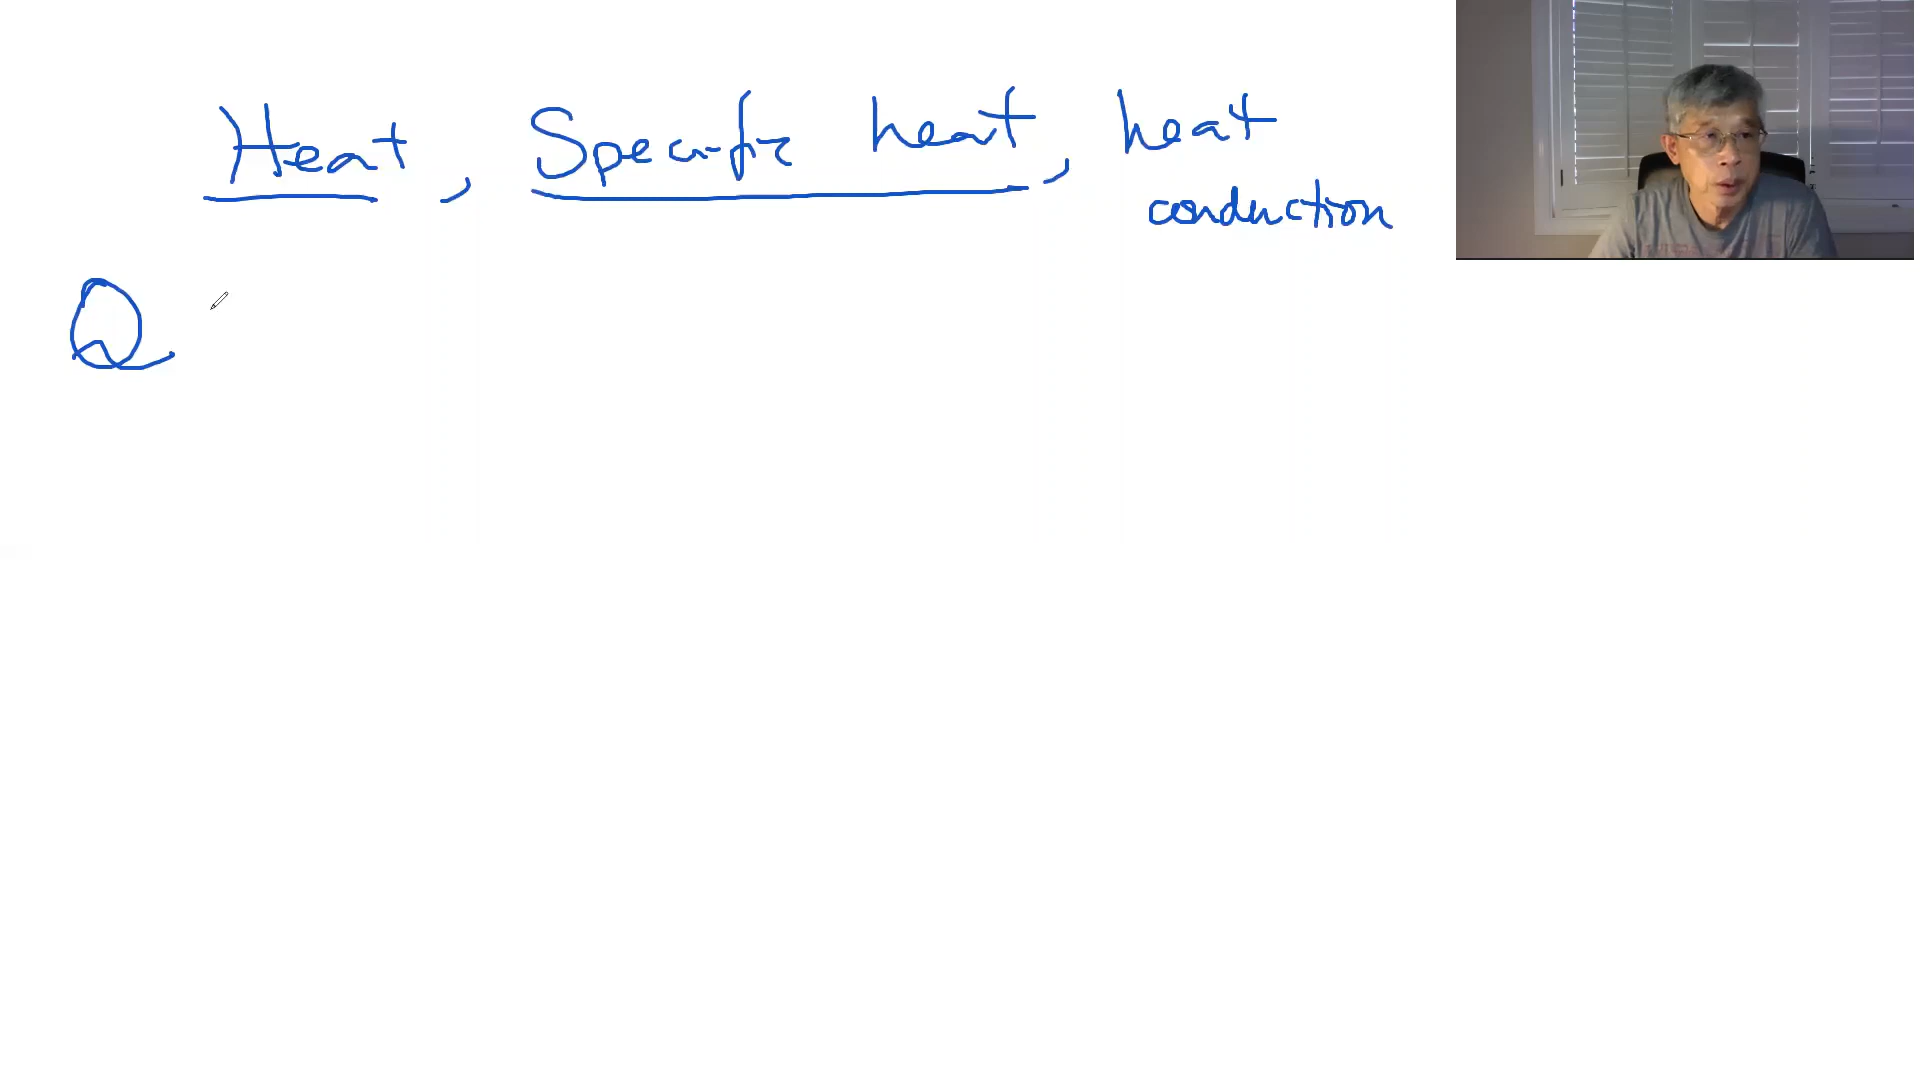 Heat, Specific heat, heat
conduction
Q